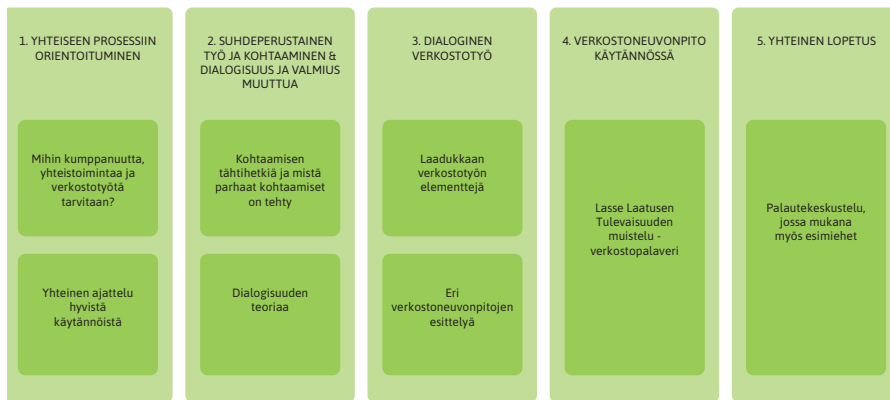 1. YHTEISEEN PROSESSIIN
ORIENTOITUMINEN
Mihin kumppanuutta,
yhteistoimintaa ja
verkostotyötä
tarvitaan?
Yhteinen ajattelu
hyvistä
käytännöistä
2. SUHDEPERUSTAINEN
TYÖ JA KOHTAAMINEN &
DIALOGISUUS JA VALMIUS
MUUTTUA
Kohtaamisen
tähtihetkiä ja mistä
parhaat kohtaamiset
on tehty
Dialogisuuden
teoriaa
3. DIALOGINEN
VERKOSTOTYÖ
Laadukkaan
verkostotyön
elementtejä
Eri
verkostoneuvonpitojen
esittelyä
4. VERKOSTONEUVONPITO
KÄYTÄNNÖSSÄ
Lasse Laatusen
Tulevaisuuden
muistelu -
verkostopalaveri
5. YHTEINEN LOPETUS
Palautekeskustelu,
jossa mukana
myös esimiehet